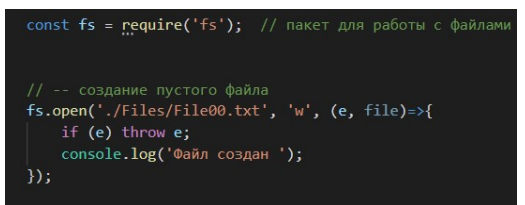 const fs = require('fs');  // пакет для работы с файлами
// -- создание пустого файла
fs.open('./Files/File00.txt', 'w', (e, file)=>{
    if (e) throw e;
    console.log('Файл создан ');
});